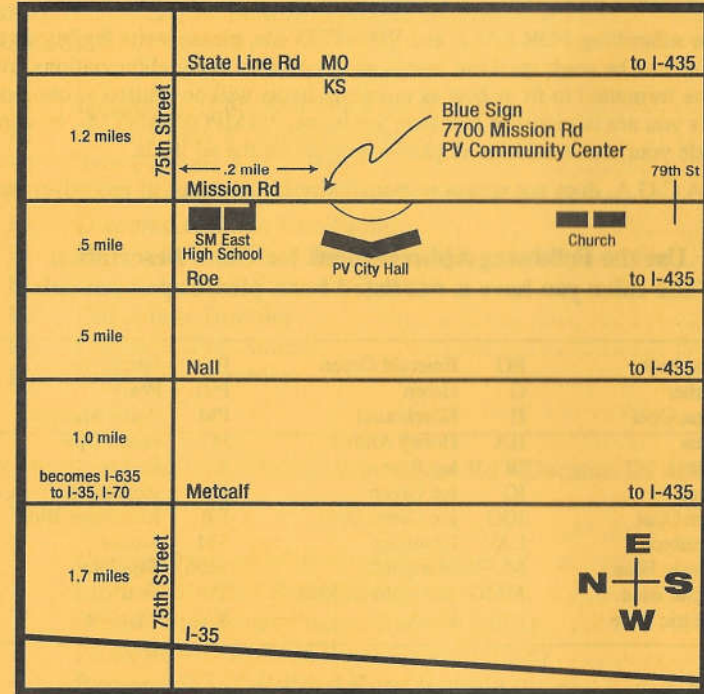 State Line Rd MO to I-435
KS
75th Street
1.2 miles
Blue Sign
7700 Mission Rd
PV Community Center
79th St
.2 mile
Mission Rd
.5 mile
SM East
High School
PV City Hall
Church
Roe to I-435
.5 mile
Nall to I-435
1.0 mile
becomes I-635
to I-35, I-70
Metcalf to I-435
75th Street
1.7 miles
E
N S
W
I-35